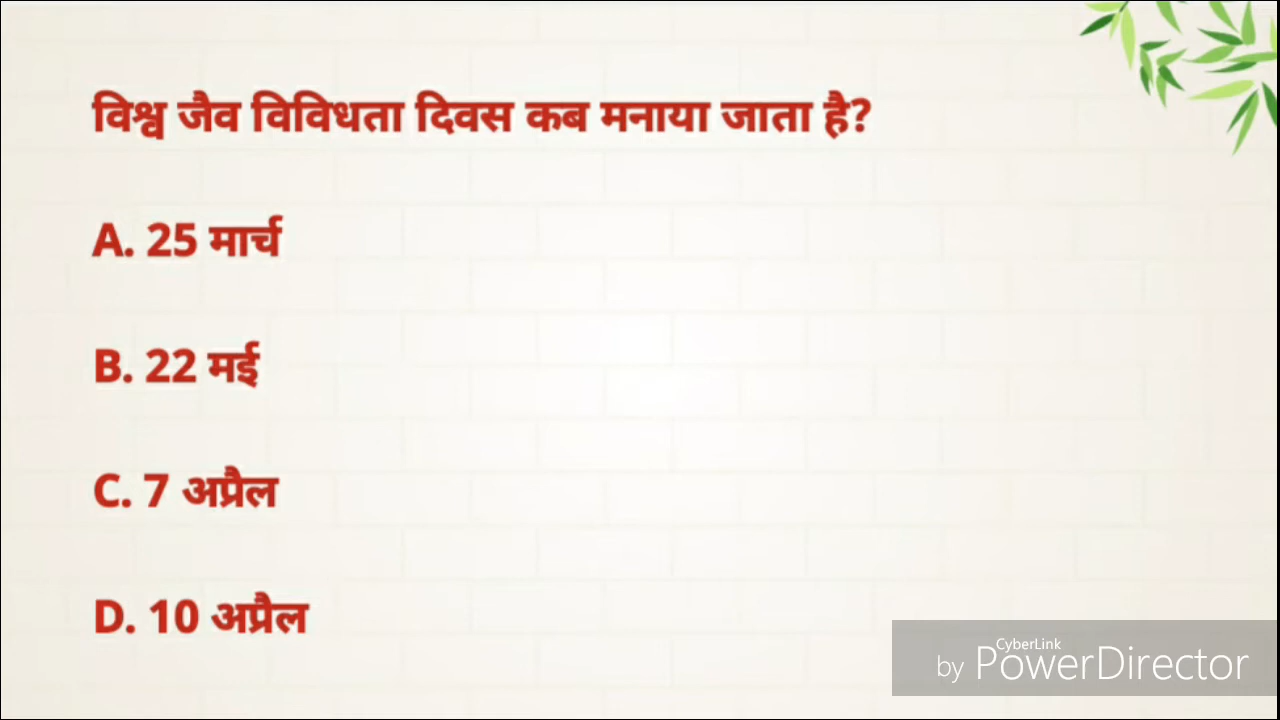 विश्व जैव विविधता दिवस कब मनाया जाता है?
A. 25 मार्च
B. 22 मई
C. 7 अप्रैल
D. 10 अप्रैल
CyberLink
by PowerDirector